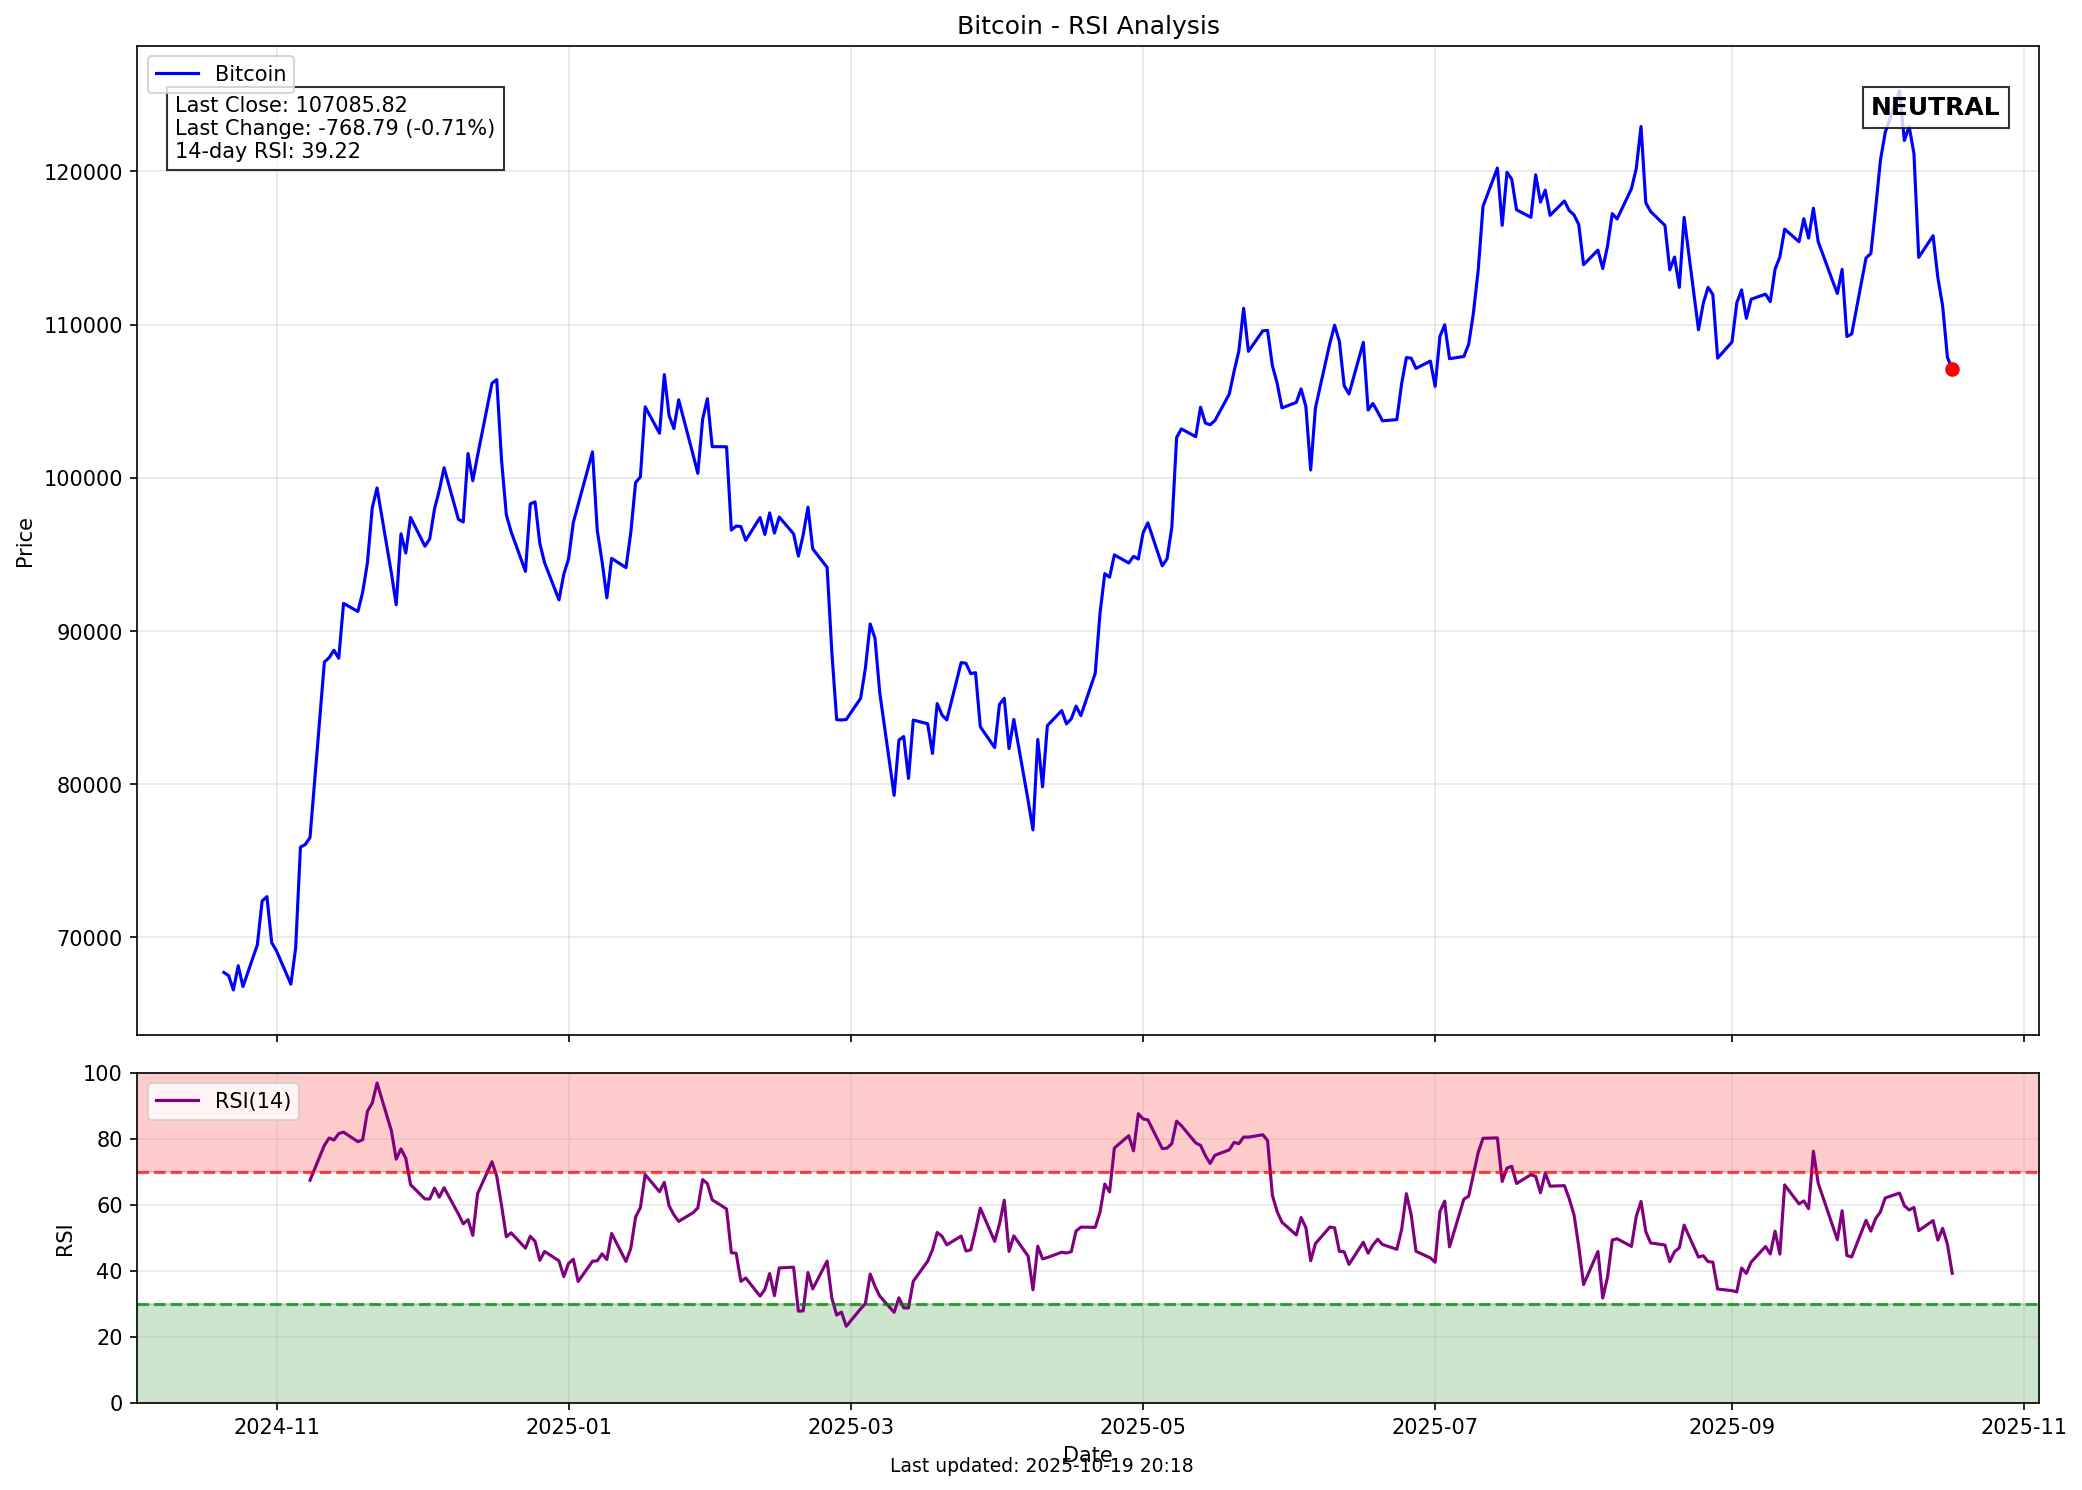 Bitcoin - RSI Analysis
Bitcoin
Last Close: 107085.82
Last Change: -768.79 (-0.71%)
14-day RSI: 39.22
NEUTRAL
Price
120000
110000
100000
90000
80000
70000
RSI(14)
RSI
100
80
60
40
20
0
2024-11
2025-01
2025-03
2025-05
2025-07
2025-09
2025-11
Date
Last updated: 2025-10-19 20:18